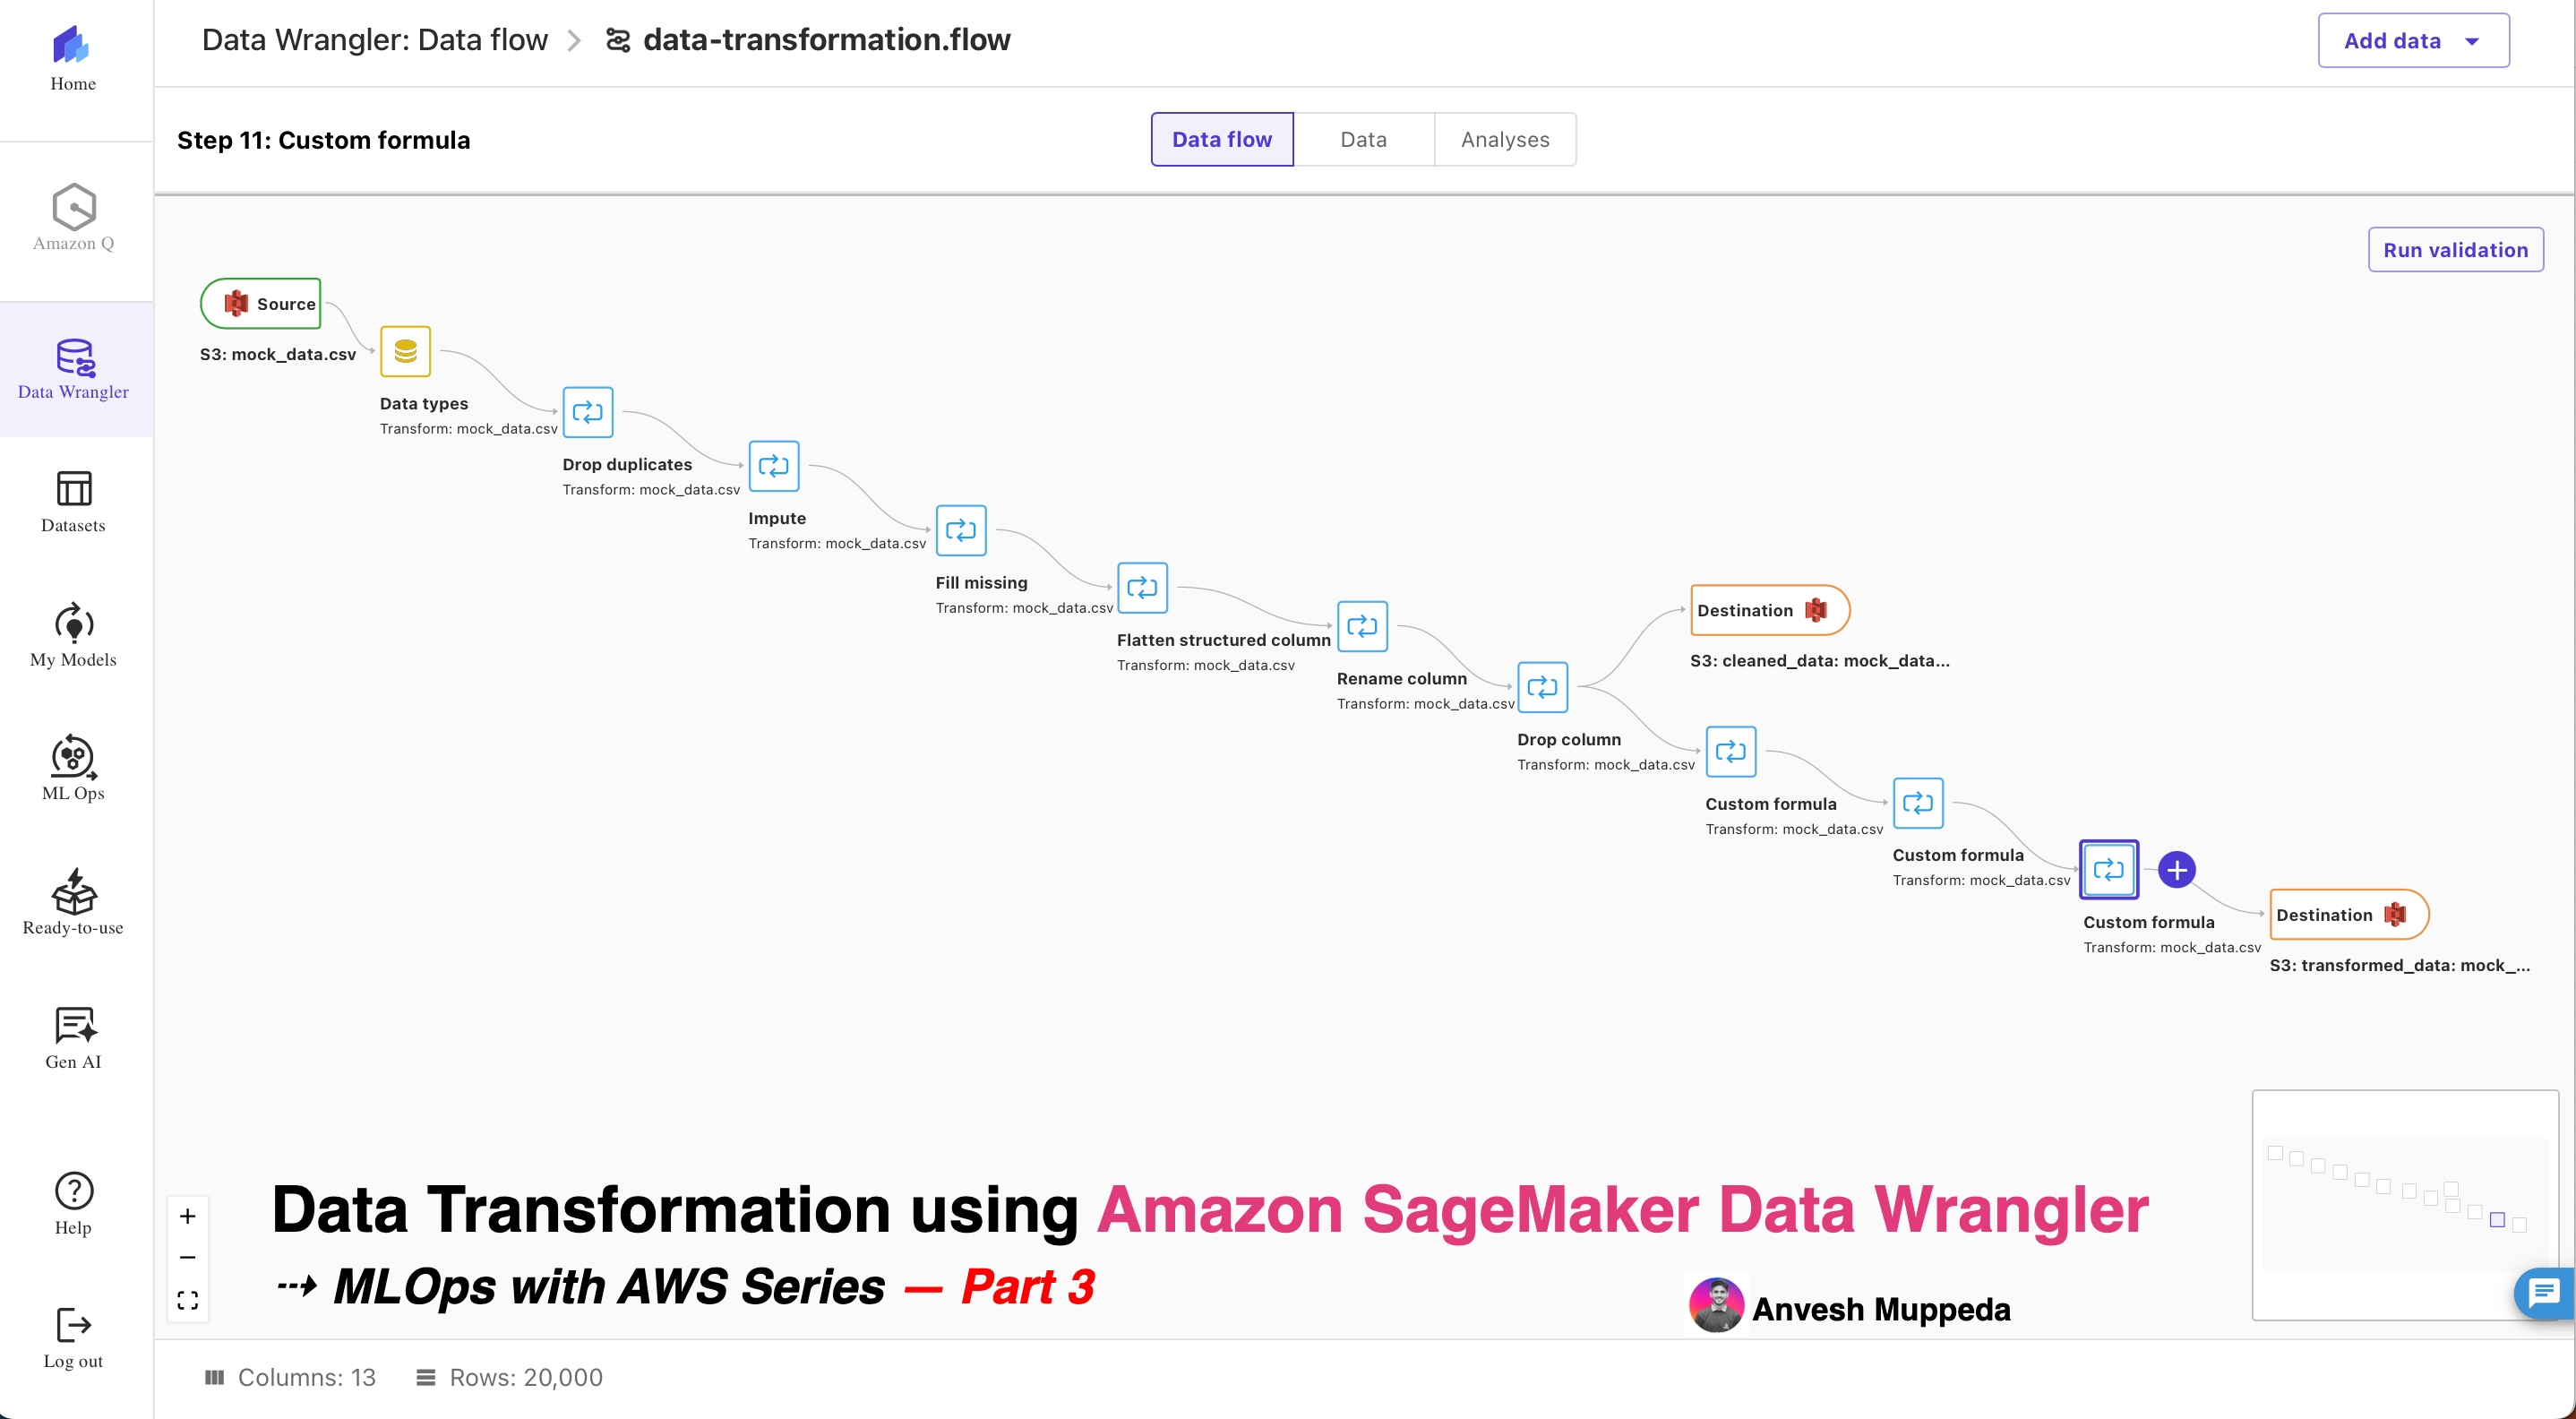 Home
Amazon Q
Data Wrangler
Datasets
My Models
ML Ops
Ready-to-use
Gen AI
Help
Log out
Data Wrangler: Data flow > data-transformation.flow
Add data
Step 11: Custom formula
Data flow
Data
Analyses
Run validation
Source
S3: mock_data.csv
Data types
Transform: mock_data.csv
Drop duplicates
Transform: mock_data.csv
Impute
Transform: mock_data.csv
Fill missing
Transform: mock_data.csv
Flatten structured column
Transform: mock_data.csv
Rename column
Transform: mock_data.csv
Drop column
Transform: mock_data.csv
Destination
S3: cleaned_data: mock_data...
Custom formula
Transform: mock_data.csv
Custom formula
Transform: mock_data.csv
Custom formula
Transform: mock_data.csv
Destination
S3: transformed_data: mock_...
Data Transformation using Amazon SageMaker Data Wrangler
⇢ MLOps with AWS Series — Part 3
Anvesh Muppeda
Columns: 13
Rows: 20,000